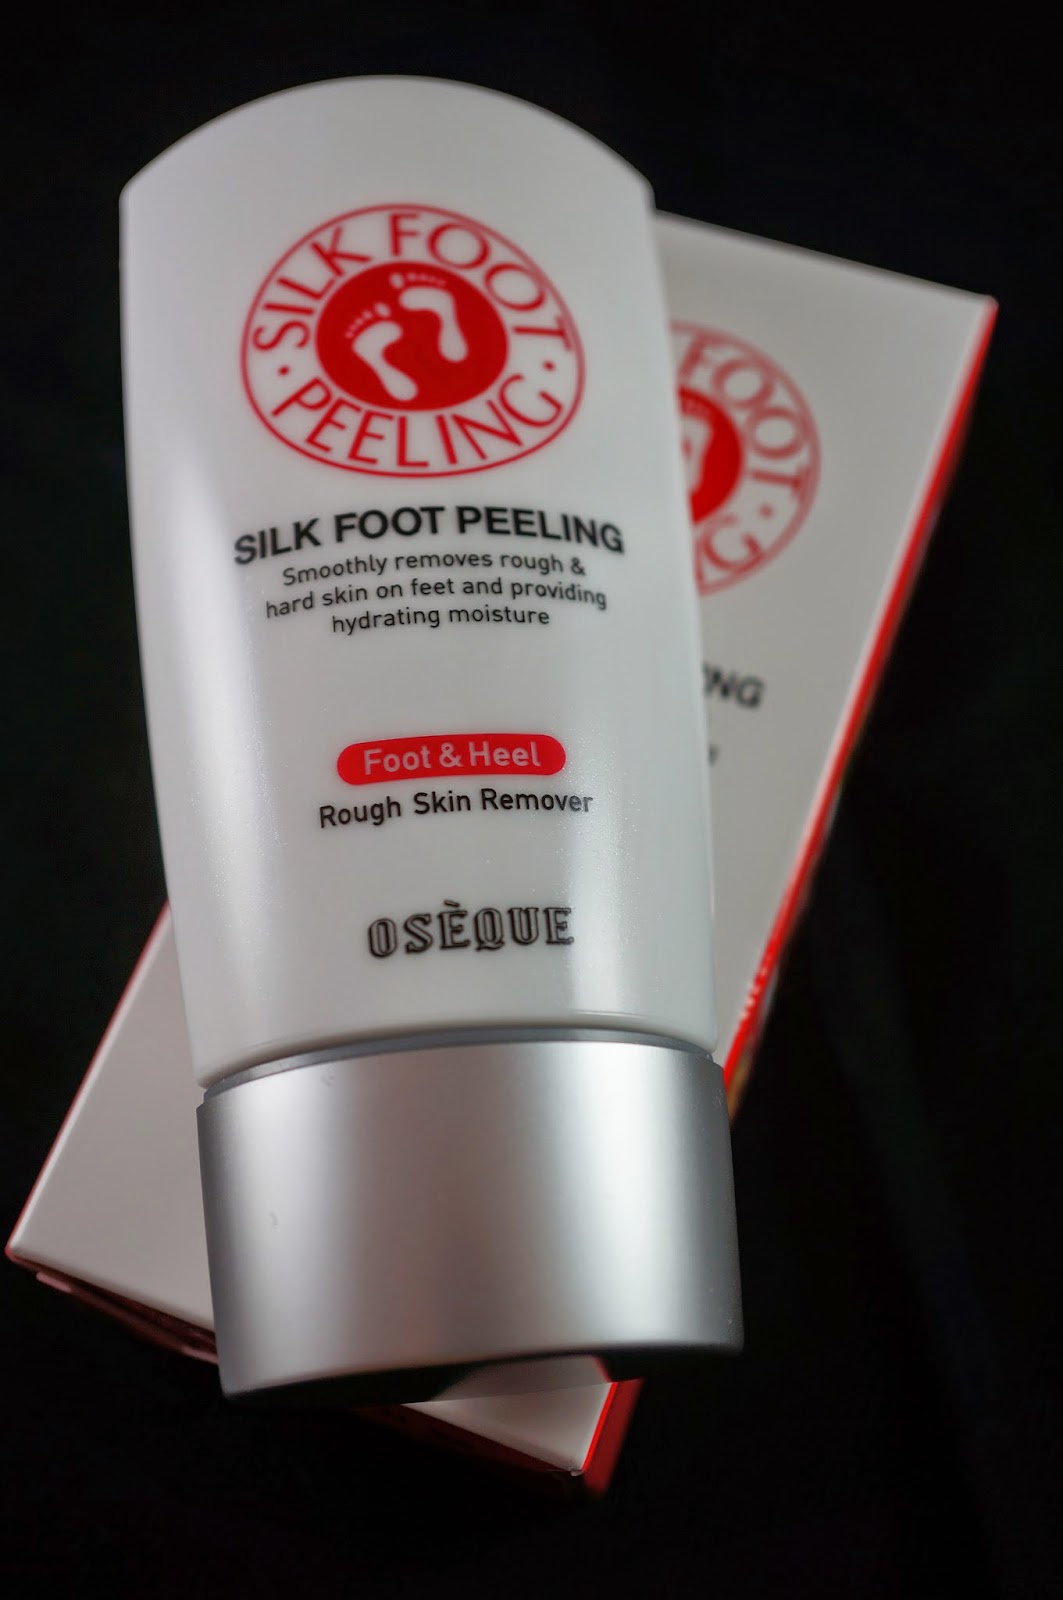 SILK FOOT
· PEELING ·
SILK FOOT PEELING
Smoothly removes rough &
hard skin on feet and providing
hydrating moisture
Foot & Heel
Rough Skin Remover
OSÈQUE
FOOT